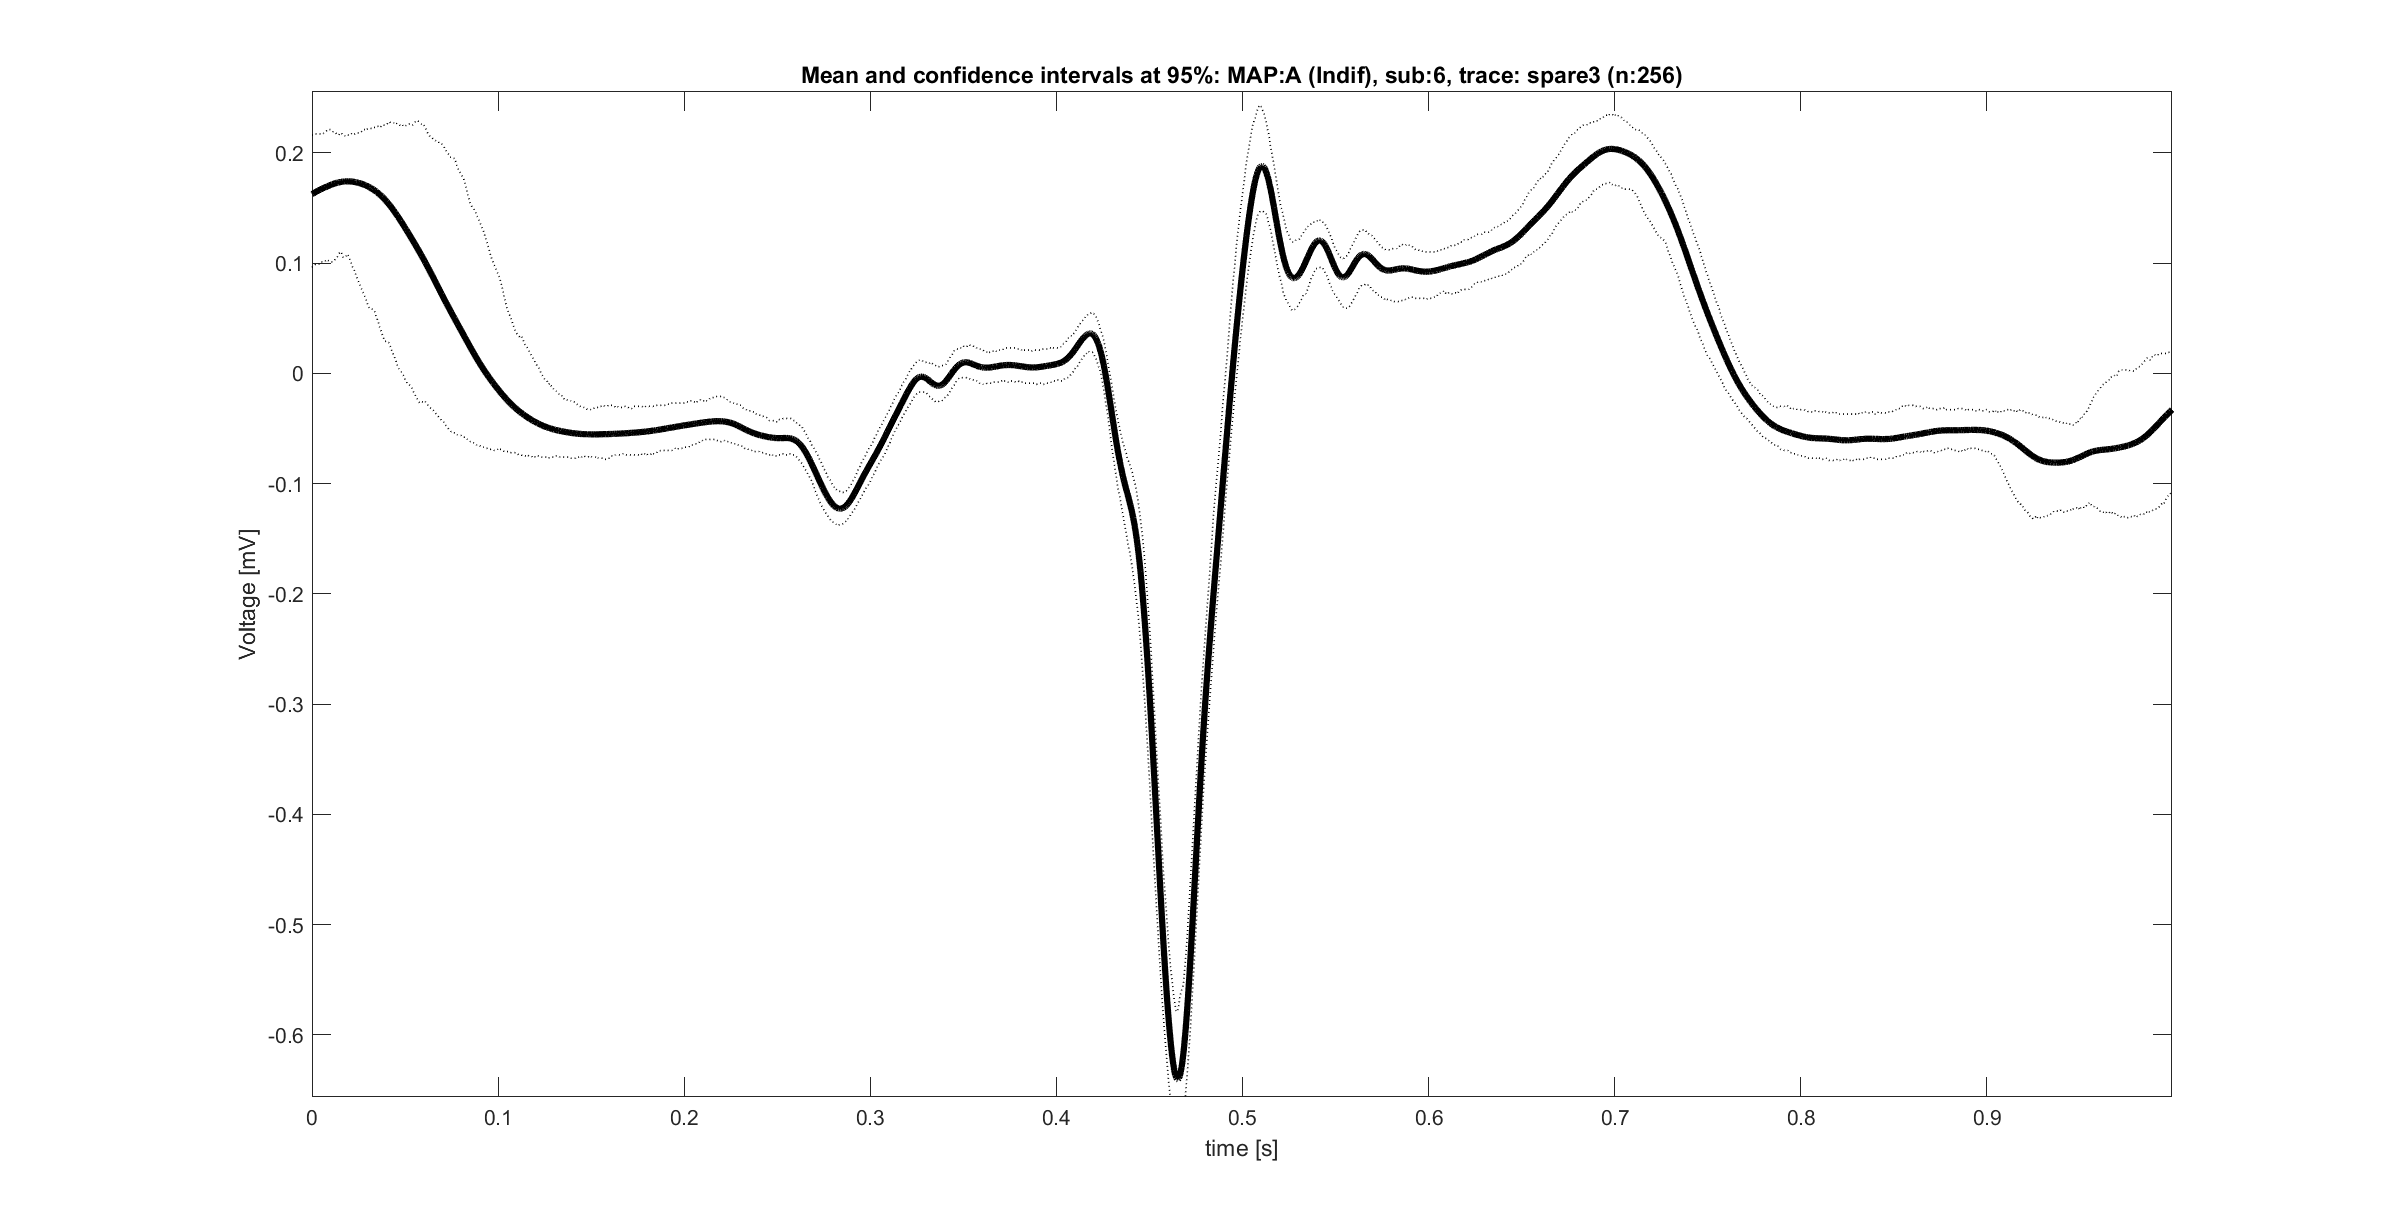 Mean and confidence intervals at 95%: MAP:A (Indif), sub:6, trace: spare3 (n:256)
0.2
0.1
0
-0.1
-0.2
-0.3
-0.4
-0.5
-0.6
Voltage [mV]
0 0.1 0.2 0.3 0.4 0.5 0.6 0.7 0.8 0.9
time [s]